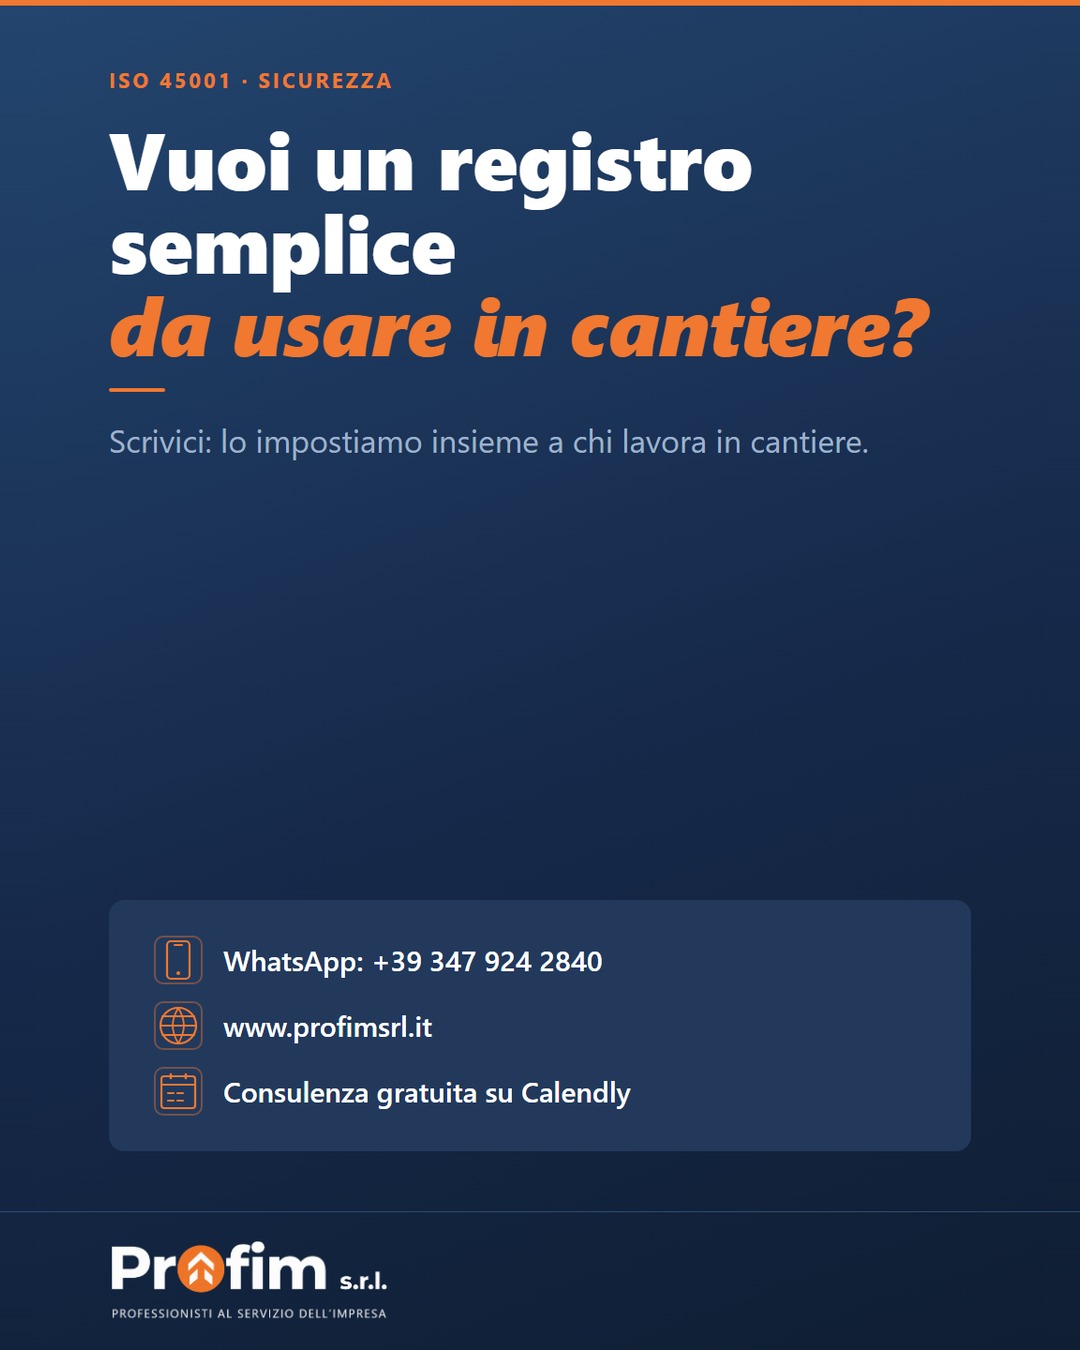 ISO 45001 · SICUREZZA
Vuoi un registro
semplice
da usare in cantiere?
Scrivici: lo impostiamo insieme a chi lavora in cantiere.
WhatsApp: +39 347 924 2840
www.profimsrl.it
Consulenza gratuita su Calendly
Profim s.r.l.
PROFESSIONISTI AL SERVIZIO DELL'IMPRESA